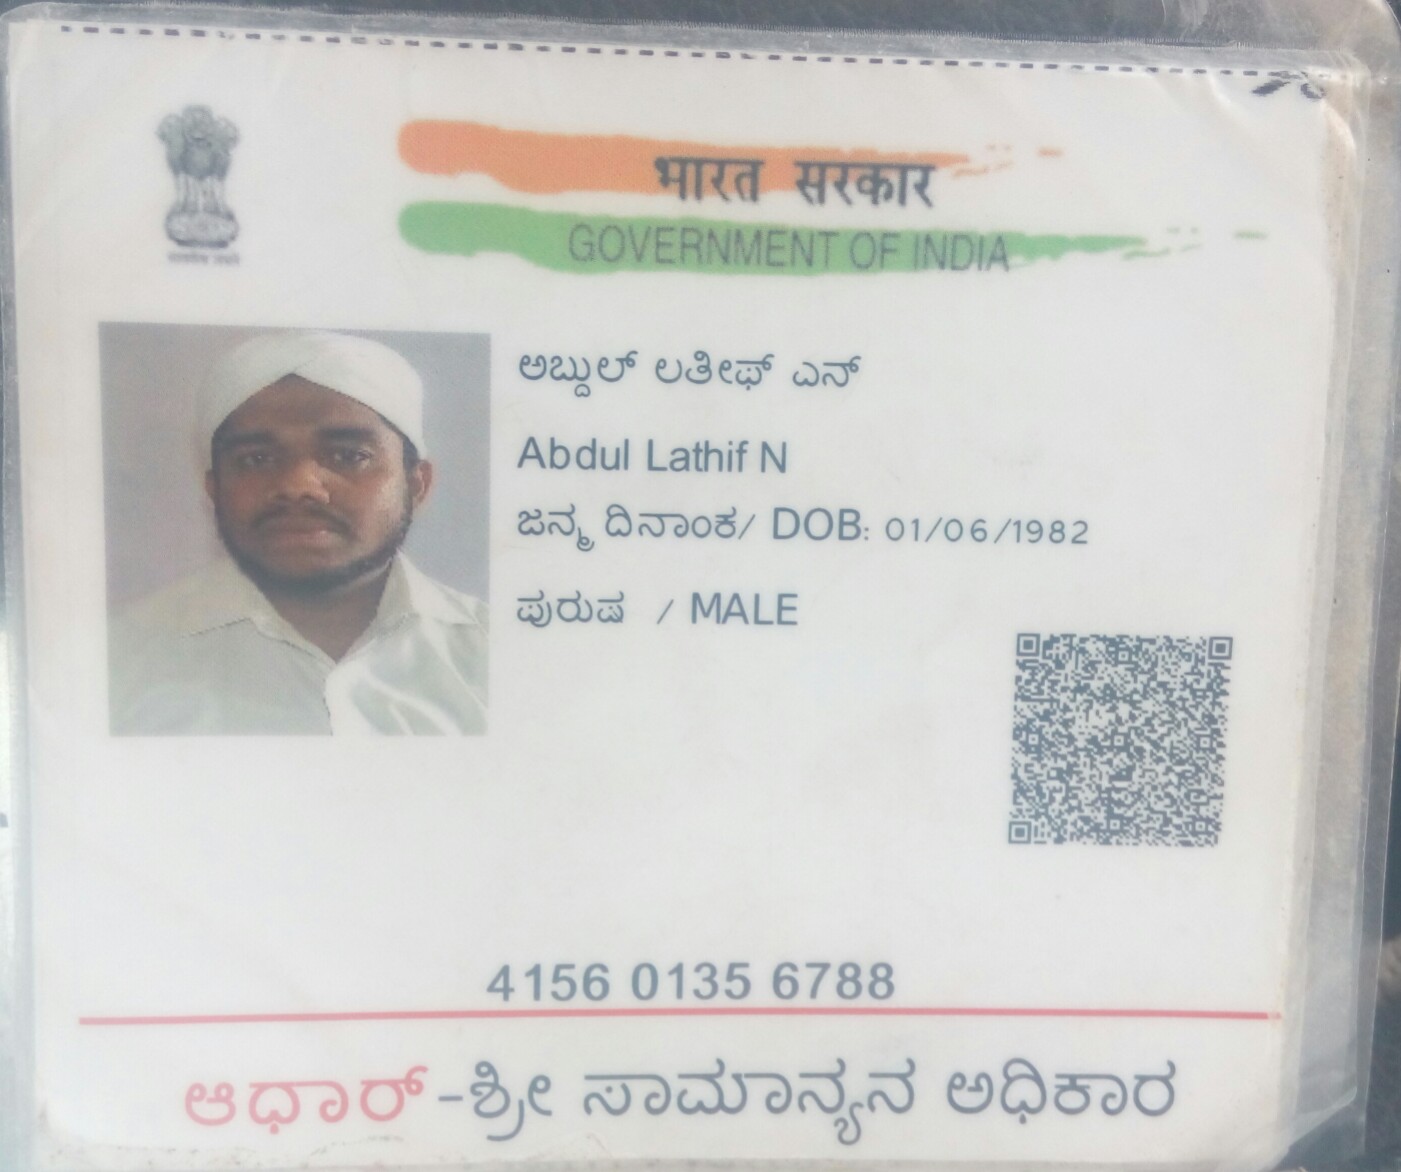 भारत सरकार
GOVERNMENT OF INDIA
ಅಬ್ದುಲ್ ಲತೀಫ್ ಎನ್
Abdul Lathif N
ಜನ್ಮ ದಿನಾಂಕ/ DOB: 01/06/1982
ಪುರುಷ / MALE
4156 0135 6788
ಆಧಾರ್-ಶ್ರೀ ಸಾಮಾನ್ಯನ ಅಧಿಕಾರ